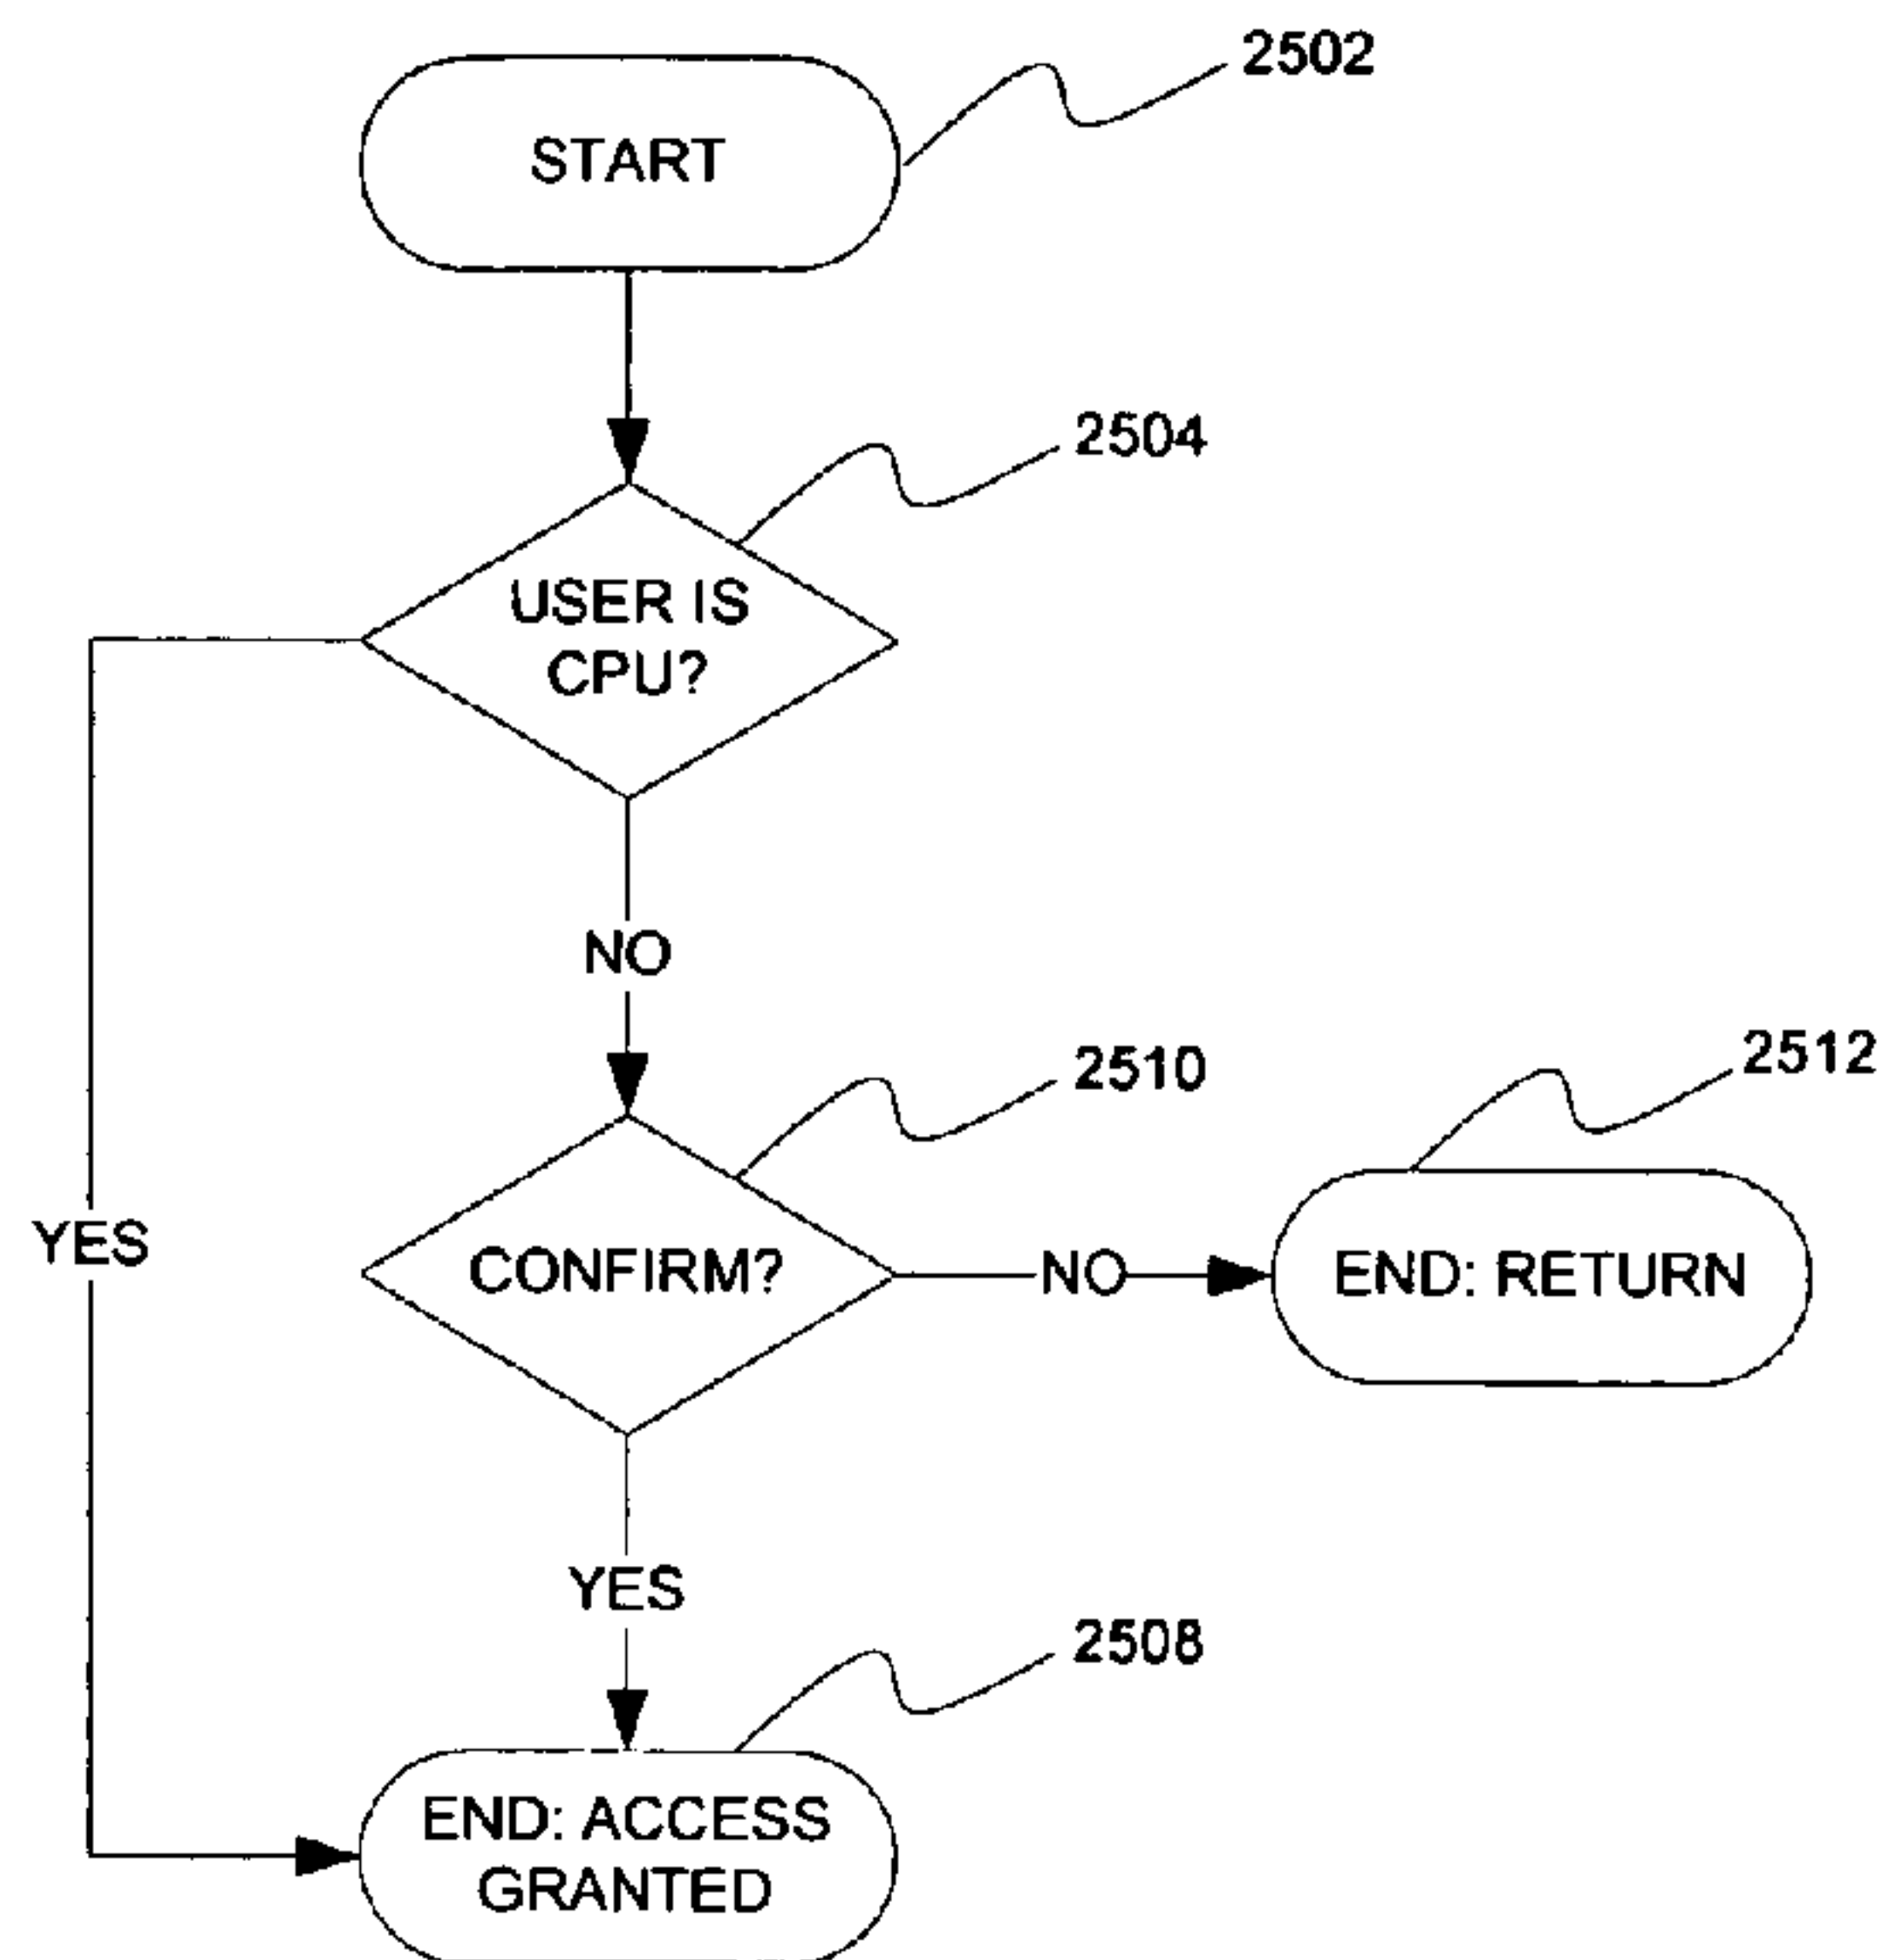 2502
START
2504
USER IS
CPU?
NO
2510
2512
YES
CONFIRM?
NO
END: RETURN
YES
2508
END: ACCESS
GRANTED